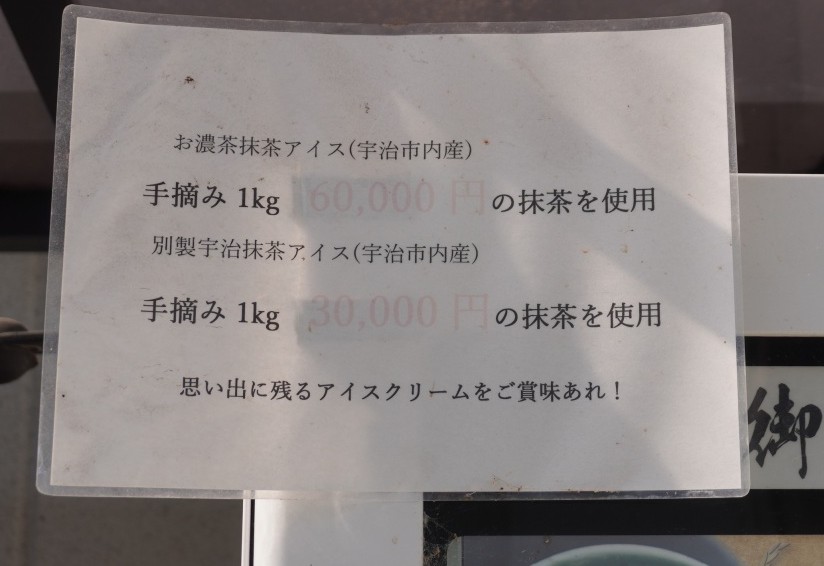 お濃茶抹茶アイス(宇治市内産)
手摘み 1kg 60,000 円の抹茶を使用
別製宇治抹茶アイス(宇治市内産)
手摘み 1kg 30,000 円の抹茶を使用
思い出に残るアイスクリームをご賞味あれ！
御